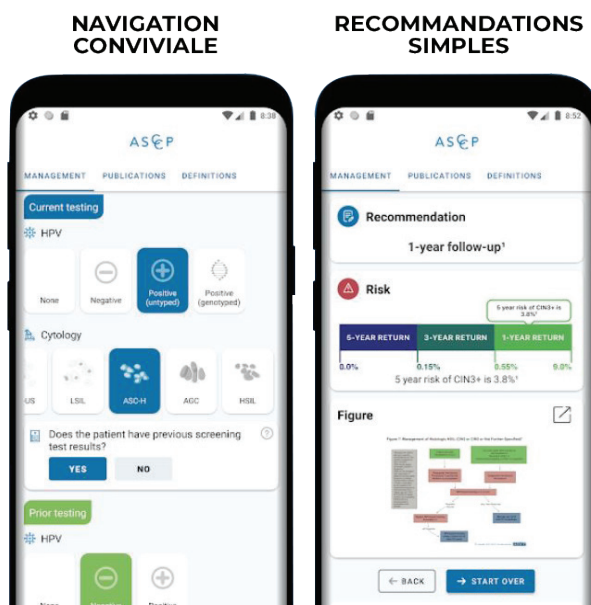 NAVIGATION
CONVIVIALE
8:38
ASCCP
MANAGEMENT PUBLICATIONS DEFINITIONS
Current testing
HPV
None
Negative
Positive
(untyped)
Positive
(genotyped)
Cytology
US
LSIL
ASC-H
AGC
HSIL
Does the patient have previous screening
test results?
YES
NO
Prior testing
HPV
None
Negative
Positive
RECOMMANDATIONS
SIMPLES
8:52
ASCCP
MANAGEMENT PUBLICATIONS DEFINITIONS
Recommendation
1-year follow-up¹
Risk
5 year risk of CIN3+ is
3.8%¹
5-YEAR RETURN
3-YEAR RETURN
1-YEAR RETURN
0.0%
0.15%
0.55%
9.0%
5 year risk of CIN3+ is 3.8%¹
Figure
← BACK
→ START OVER